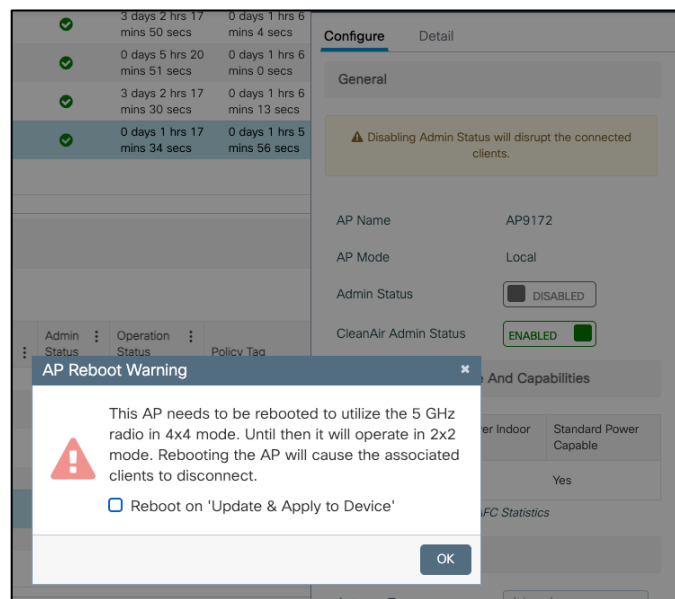 3 days 2 hrs 17 0 days 1 hrs 6
mins 50 secs mins 4 secs
0 days 5 hrs 20 0 days 1 hrs 6
mins 51 secs mins 0 secs
3 days 2 hrs 17 0 days 1 hrs 6
mins 30 secs mins 13 secs
0 days 1 hrs 17 0 days 1 hrs 5
mins 34 secs mins 56 secs
Configure Detail
General
Disabling Admin Status will disrupt the connected
clients.
AP Name AP9172
AP Mode Local
Admin Status DISABLED
CleanAir Admin Status ENABLED
Admin Operation
Status Status Policy Tag
And Capabilities
er Indoor Standard Power
Capable
Yes
AFC Statistics
AP Reboot Warning
This AP needs to be rebooted to utilize the 5 GHz
radio in 4x4 mode. Until then it will operate in 2x2
mode. Rebooting the AP will cause the associated
clients to disconnect.
Reboot on 'Update & Apply to Device'
OK